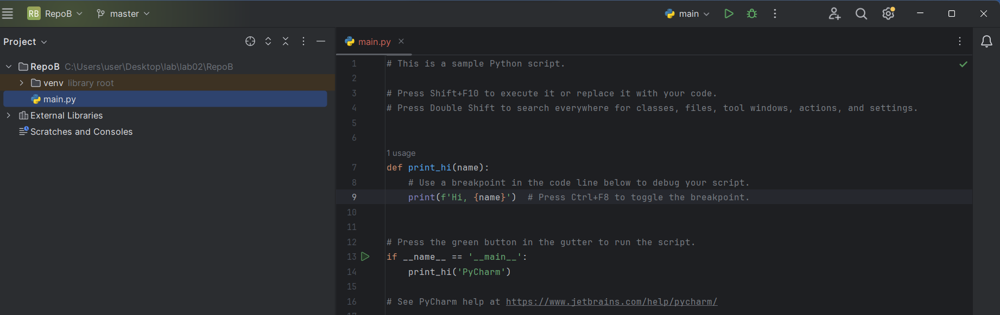 RB RepoB master main
Project
RepoB C:\Users\user\Desktop\lab\lab02\RepoB
venv library root
main.py
External Libraries
Scratches and Consoles
main.py
1 # This is a sample Python script.
2
3 # Press Shift+F10 to execute it or replace it with your code.
4 # Press Double Shift to search everywhere for classes, files, tool windows, actions, and settings.
5
6
1 usage
7 def print_hi(name):
8 # Use a breakpoint in the code line below to debug your script.
9 print(f'Hi, {name}') # Press Ctrl+F8 to toggle the breakpoint.
10
11
12 # Press the green button in the gutter to run the script.
13 if __name__ == '__main__':
14 print_hi('PyCharm')
15
16 # See PyCharm help at https://www.jetbrains.com/help/pycharm/